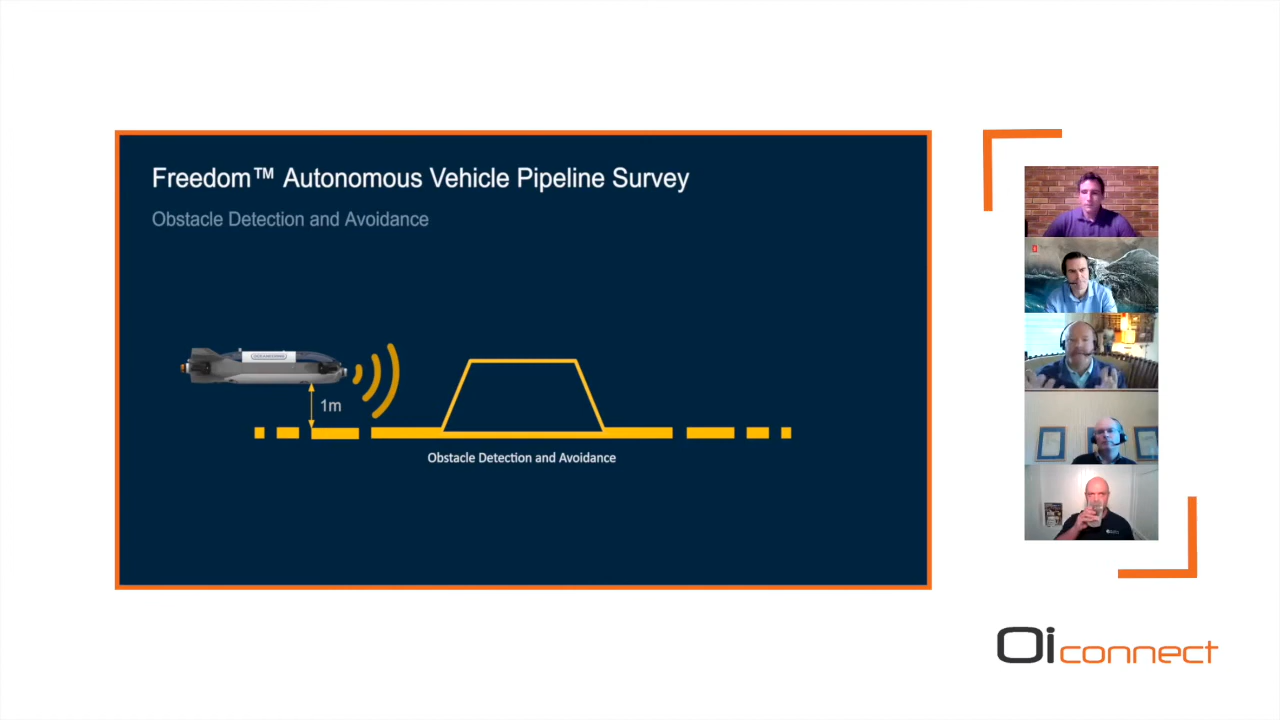 Freedom™ Autonomous Vehicle Pipeline Survey
Obstacle Detection and Avoidance
1m
Obstacle Detection and Avoidance
Oi connect